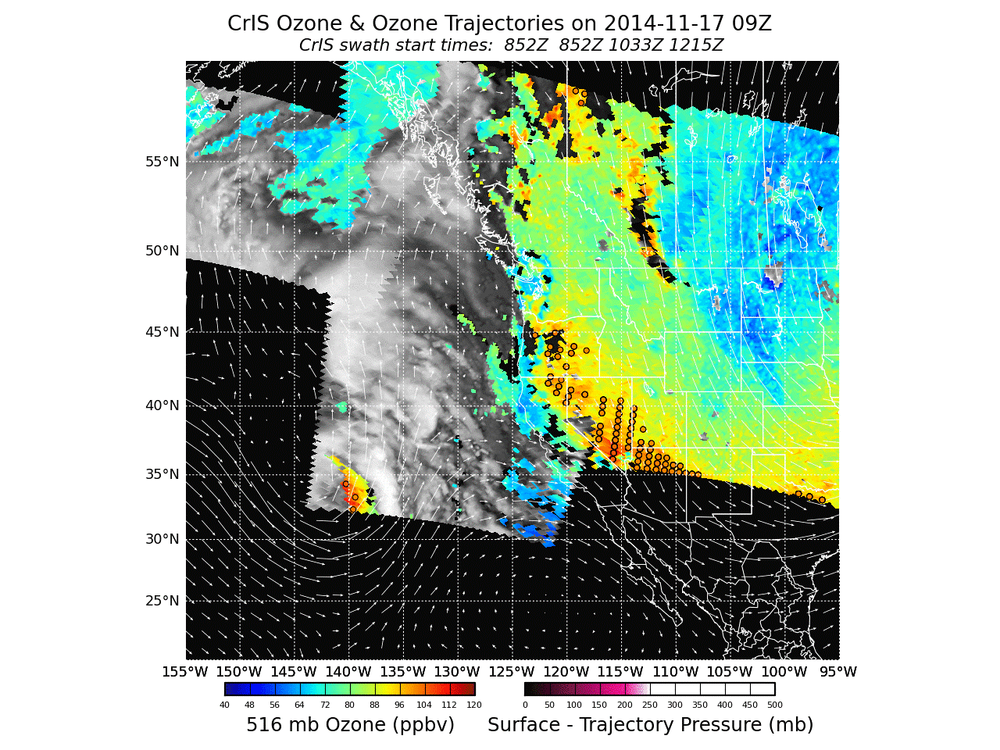 CrIS Ozone & Ozone Trajectories on 2014-11-17 09Z
CrIS swath start times:  852Z  852Z 1033Z 1215Z
55°N
50°N
45°N
40°N
35°N
30°N
25°N
155°W 150°W 145°W 140°W 135°W 130°W 125°W 120°W 115°W 110°W 105°W 100°W 95°W
40 48 56 64 72 80 88 96 104 112 120
0 50 100 150 200 250 300 350 400 450 500
516 mb Ozone (ppbv)
Surface - Trajectory Pressure (mb)